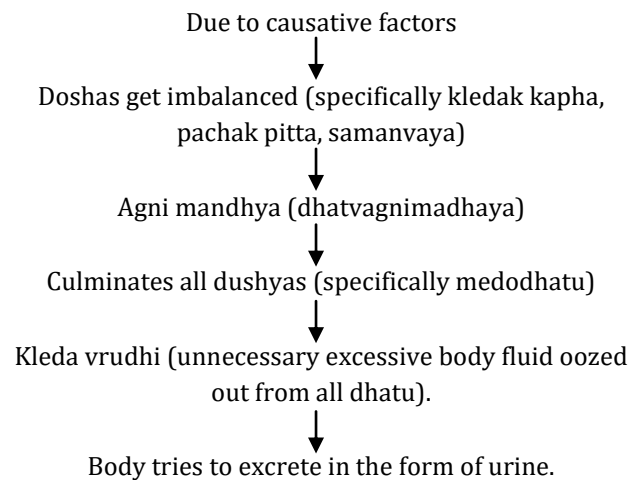 Due to causative factors
Doshas get imbalanced (specifically kledak kapha,
pachak pitta, samanvaya)
Agni mandhya (dhatvagnimadhaya)
Culminates all dushyas (specifically medodhatu)
Kleda vrudhi (unnecessary excessive body fluid oozed
out from all dhatu).
Body tries to excrete in the form of urine.